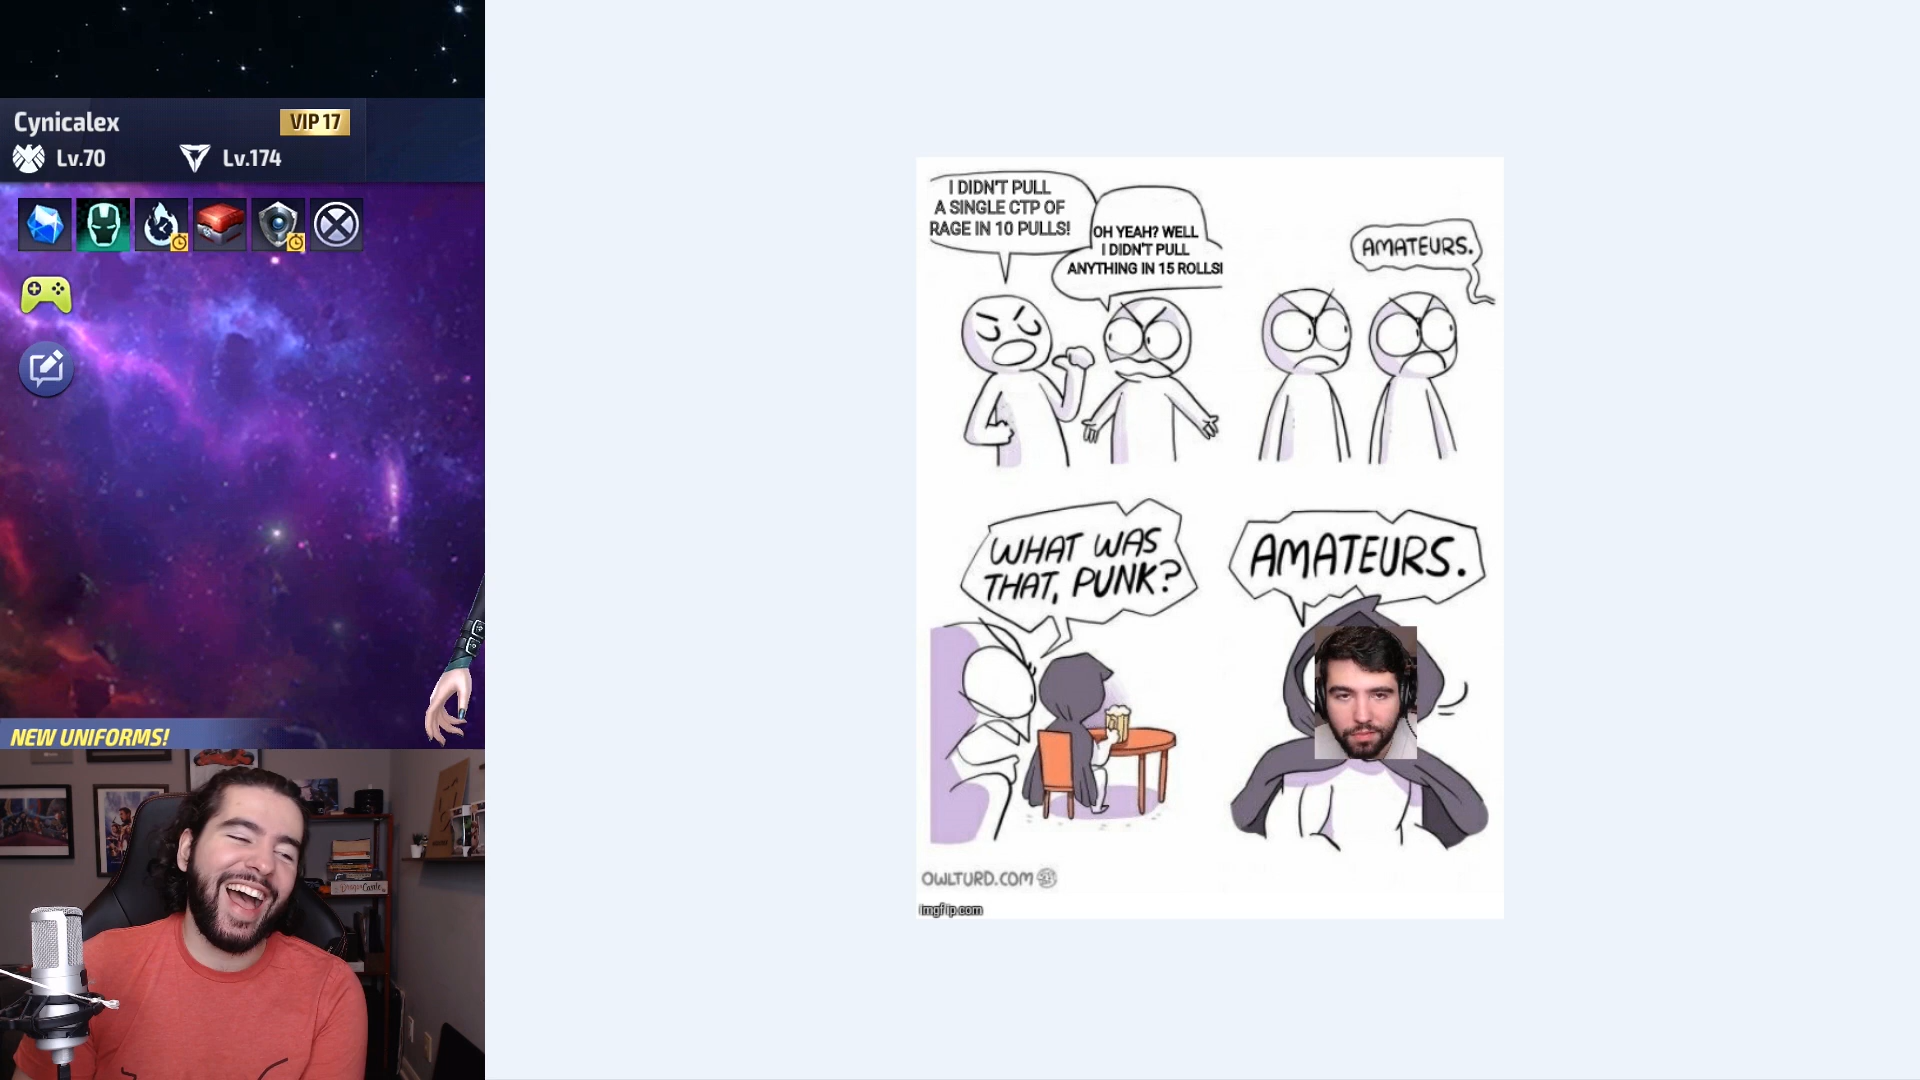 Cynicalex
VIP 17
Lv.70
Lv.174
NEW UNIFORMS!
I DIDN'T PULL
A SINGLE CTP OF
RAGE IN 10 PULLS!
OH YEAH? WELL
I DIDN'T PULL
ANYTHING IN 15 ROLLS!
AMATEURS.
WHAT WAS
THAT, PUNK?
AMATEURS.
OWLTURD.COM
imgflip.com